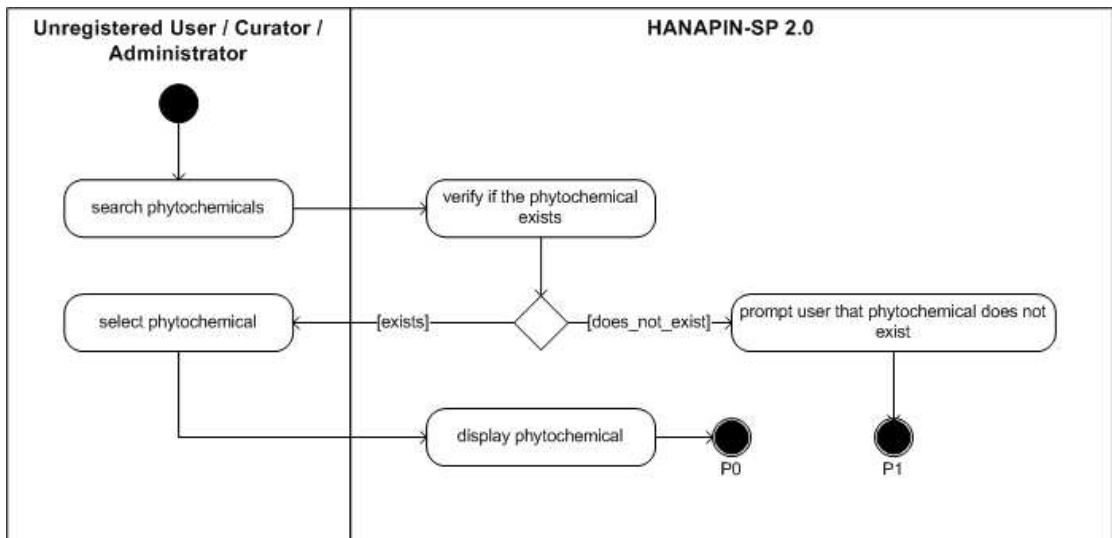 Unregistered User / Curator /
Administrator
HANAPIN-SP 2.0
search phytochemicals
verify if the phytochemical
exists
select phytochemical
[exists]
[does_not_exist]
prompt user that phytochemical does not
exist
display phytochemical
P0
P1